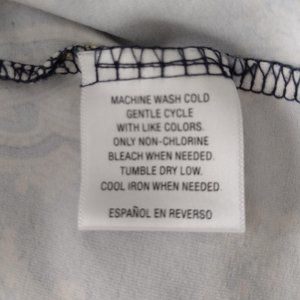 MACHINE WASH COLD
GENTLE CYCLE
WITH LIKE COLORS.
ONLY NON-CHLORINE
BLEACH WHEN NEEDED.
TUMBLE DRY LOW.
COOL IRON WHEN NEEDED.
ESPAÑOL EN REVERSO